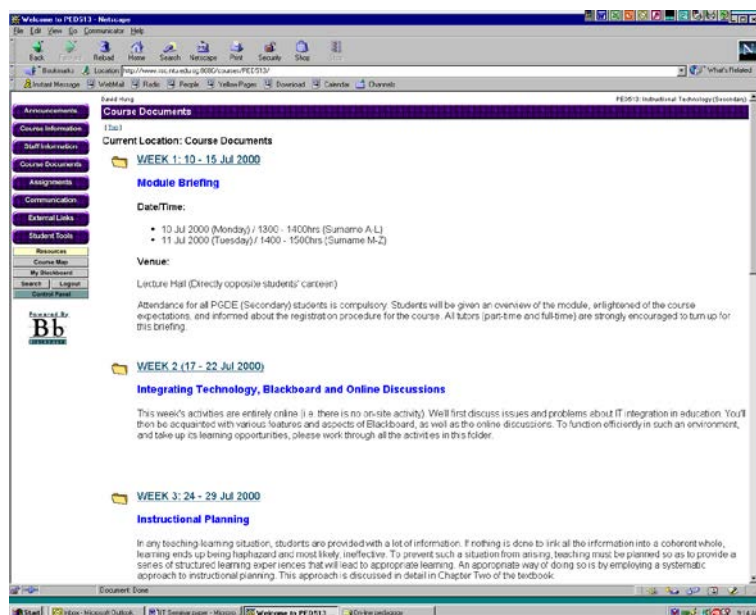 Welcome to PED513 - Netscape
File Edit View Go Communicator Help
Back Forward Reload Home Search Netscape Print Security Shop Stop
Bookmarks Location: What's Related
Instant Message WebMail Radio People Yellow Pages Download Calendar Channels
David Hung PED513: Instructional Technology (Secondary)
Announcements
Course Information
Staff Information
Course Documents
Assignments
Communication
External Links
Student Tools
Resources
Course Map
My Blackboard
Search Logout
Control Panel
Powered By
Bb
Blackboard
Course Documents
[Top]
Current Location: Course Documents
WEEK 1: 10 - 15 Jul 2000
Module Briefing
Date/Time:
• 10 Jul 2000 (Monday) / 1300 - 1400hrs (Surname A-L)
• 11 Jul 2000 (Tuesday) / 1400 - 1500hrs (Surname M-Z)
Venue:
Lecture Hall (Directly opposite students' canteen)
Attendance for all PGDE (Secondary) students is compulsory. Students will be given an overview of the module, enlightened of the course
expectations, and informed about the registration procedure for the course. All tutors (part-time and full-time) are strongly encouraged to turn up for
this briefing.
WEEK 2 (17 - 22 Jul 2000)
Integrating Technology, Blackboard and Online Discussions
This week's activities are entirely online (i.e. there is no on-site activity). We'll first discuss issues and problems about IT integration in education. You'll
then be acquainted with various features and aspects of Blackboard, as well as the online discussions. To function efficiently in such an environment,
and take up its learning opportunities, please work through all the activities in this folder.
WEEK 3: 24 - 29 Jul 2000
Instructional Planning
In any teaching-learning situation, students are provided with a lot of information. If nothing is done to link all the information into a coherent whole,
learning ends up being haphazard and most likely, ineffective. To prevent such a situation from arising, teaching must be planned so as to provide a
series of structured learning experiences that will lead to appropriate learning. An appropriate way of doing so is by employing a systematic
approach to instructional planning. This approach is discussed in detail in Chapter Two of the textbook.
Document: Done
Start Inbox - Microsoft Outlook Welcome to PED513 ...